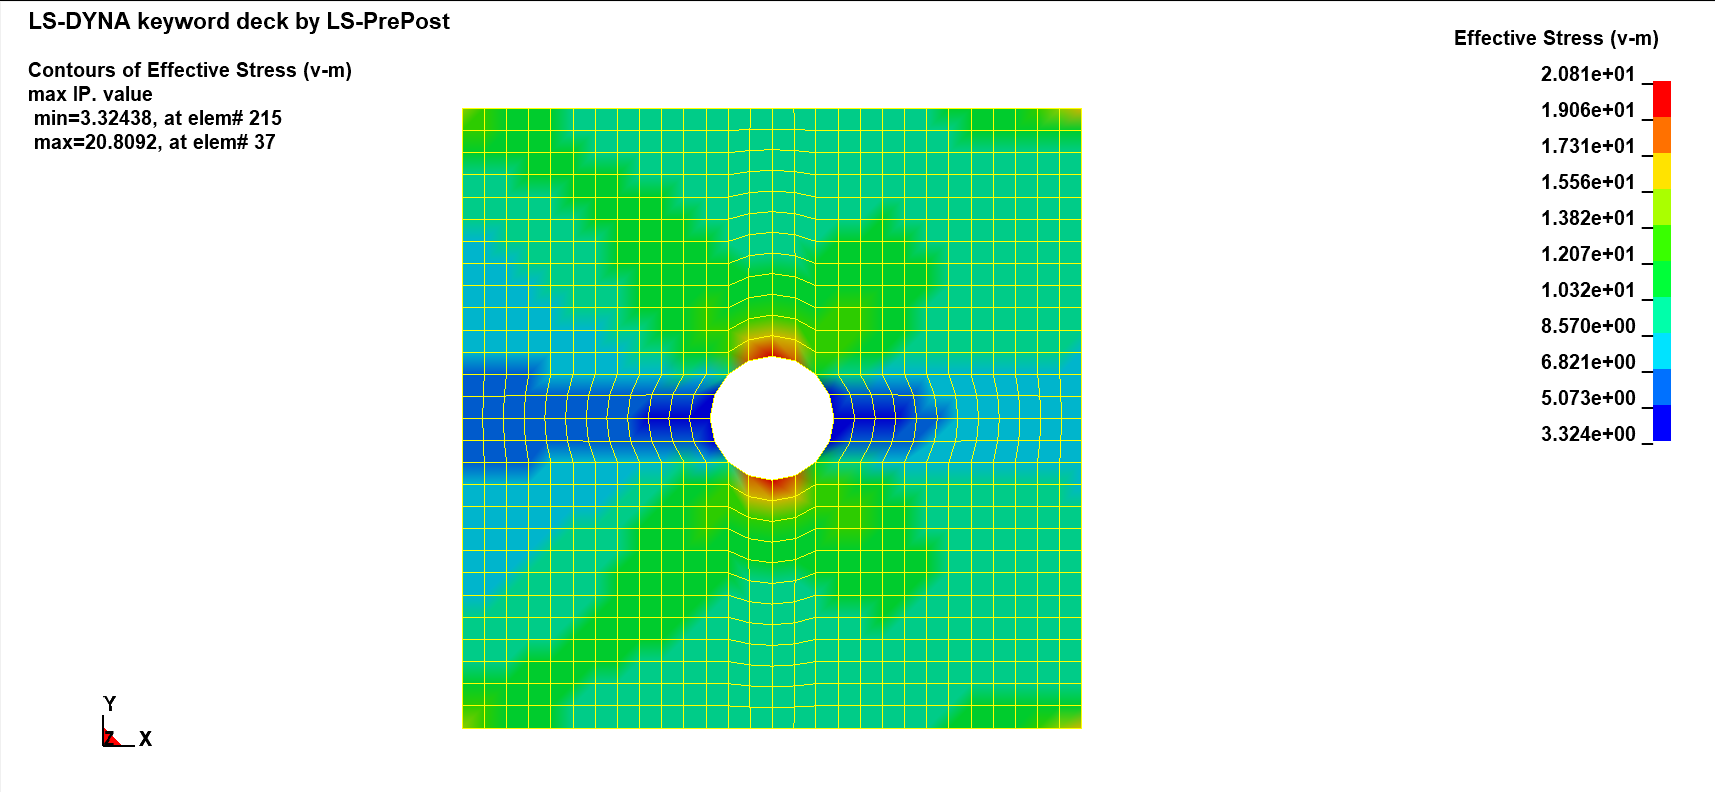 LS-DYNA keyword deck by LS-PrePost
Contours of Effective Stress (v-m)
max IP. value
min=3.32438, at elem# 215
max=20.8092, at elem# 37
Effective Stress (v-m)
2.081e+01
1.906e+01
1.731e+01
1.556e+01
1.382e+01
1.207e+01
1.032e+01
8.570e+00
6.821e+00
5.073e+00
3.324e+00
Y
Z X